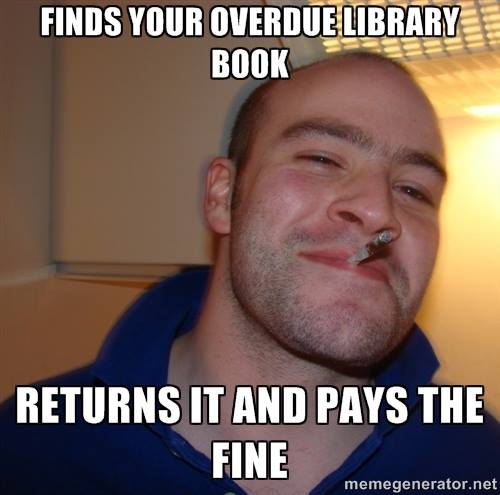 FINDS YOUR OVERDUE LIBRARY
BOOK
RETURNS IT AND PAYS THE
FINE
memegenerator.net